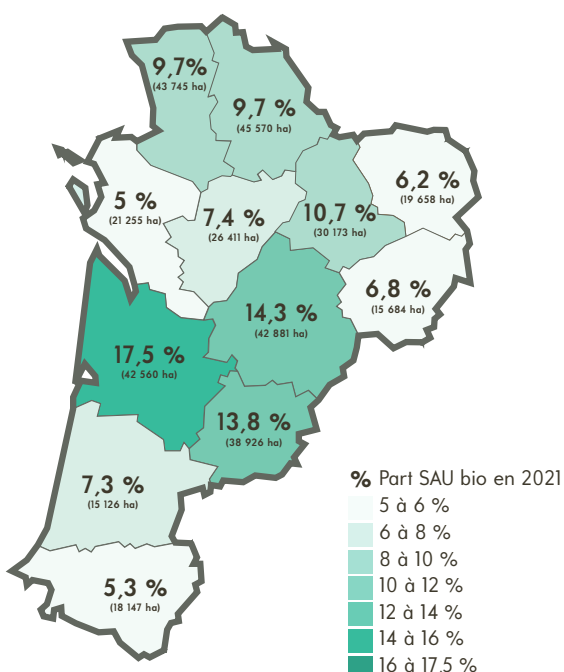 9,7%
(43 745 ha)
9,7 %
(45 570 ha)
6,2 %
(19 658 ha)
5 %
(21 255 ha)
7,4 %
(26 411 ha)
10,7 %
(30 173 ha)
6,8 %
(15 684 ha)
14,3 %
(42 881 ha)
17,5 %
(42 560 ha)
13,8 %
(38 926 ha)
7,3 %
(15 126 ha)
5,3 %
(18 147 ha)
% Part SAU bio en 2021
5 à 6 %
6 à 8 %
8 à 10 %
10 à 12 %
12 à 14 %
14 à 16 %
16 à 17,5 %